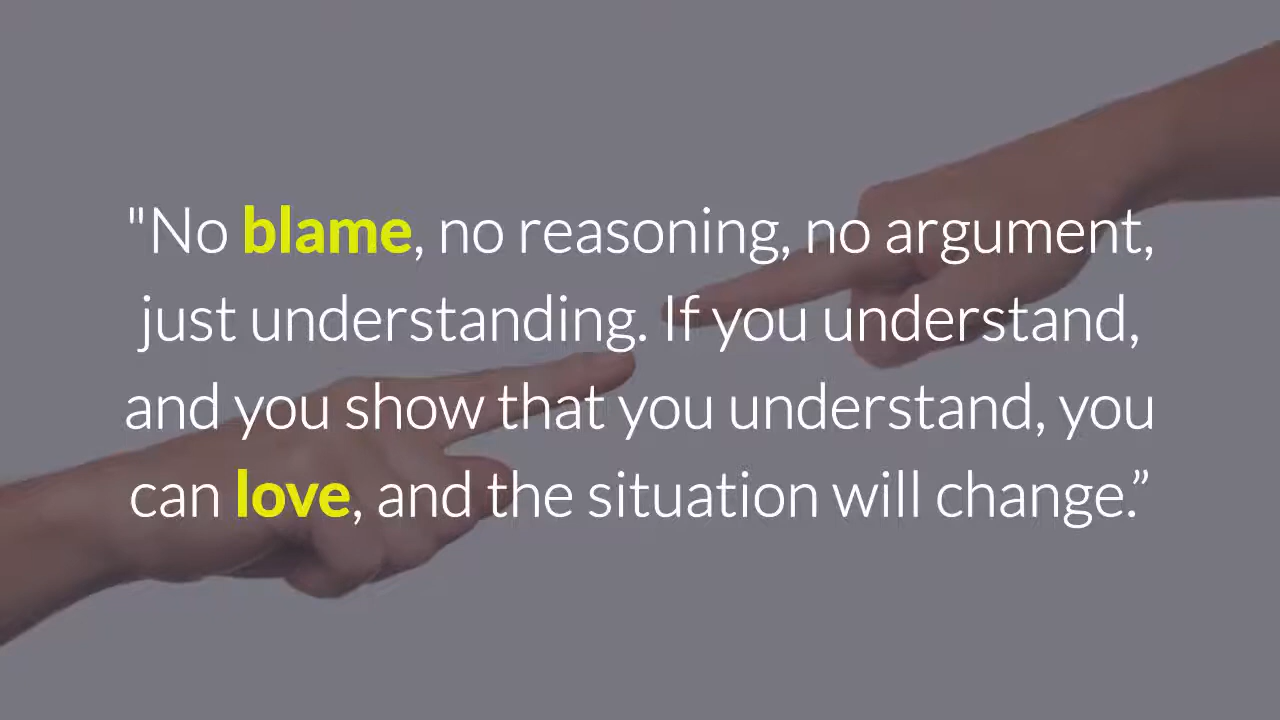 "No blame, no reasoning, no argument,
just understanding. If you understand,
and you show that you understand, you
can love, and the situation will change.”